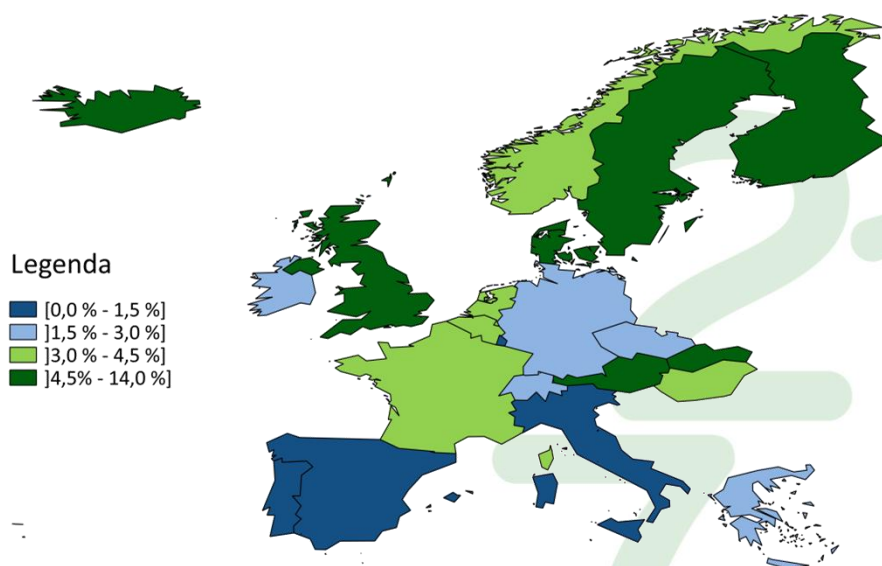 Legenda
][0,0 % - 1,5 %]
]1,5 % - 3,0 %]
]3,0 % - 4,5 %]
]4,5% - 14,0 %]